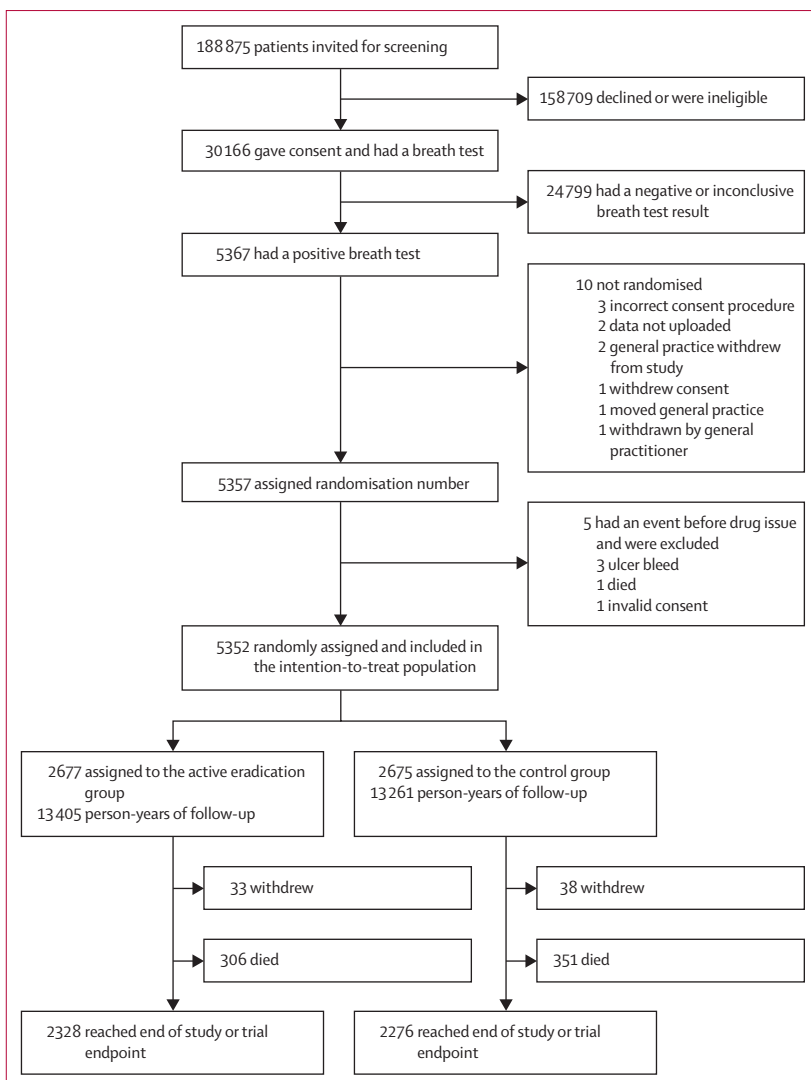 188 875 patients invited for screening
158 709 declined or were ineligible
30 166 gave consent and had a breath test
24 799 had a negative or inconclusive
breath test result
5367 had a positive breath test
10 not randomised
3 incorrect consent procedure
2 data not uploaded
2 general practice withdrew
from study
1 withdrew consent
1 moved general practice
1 withdrawn by general
practitioner
5357 assigned randomisation number
5 had an event before drug issue
and were excluded
3 ulcer bleed
1 died
1 invalid consent
5352 randomly assigned and included in
the intention-to-treat population
2677 assigned to the active eradication
group
13 405 person-years of follow-up
2675 assigned to the control group
13 261 person-years of follow-up
33 withdrew
38 withdrew
306 died
351 died
2328 reached end of study or trial
endpoint
2276 reached end of study or trial
endpoint